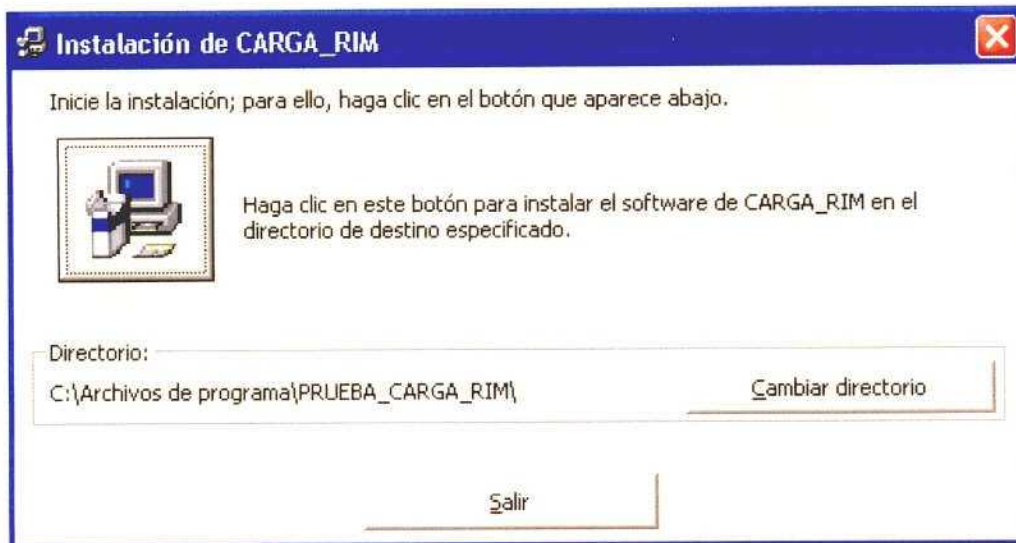 Instalación de CARGA_RIM
Inicie la instalación; para ello, haga clic en el botón que aparece abajo.
Haga clic en este botón para instalar el software de CARGA_RIM en el
directorio de destino especificado.
Directorio:
C:\Archivos de programa\PRUEBA_CARGA_RIM\
Cambiar directorio
Salir